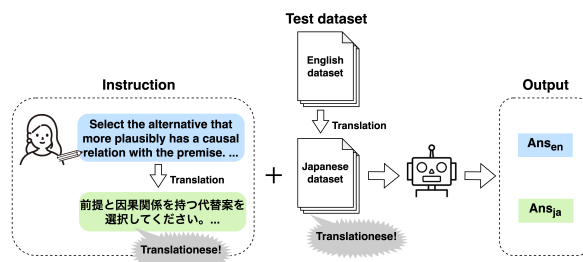 Test dataset
English
dataset
Instruction
Output
Select the alternative that
more plausibly has a causal
relation with the premise. ...
Translation
Translation
前提と因果関係を持つ代替案を
選択してください。...
Translationese!
+
Japanese
dataset
Translationese!
Ans_en
Ans_ja